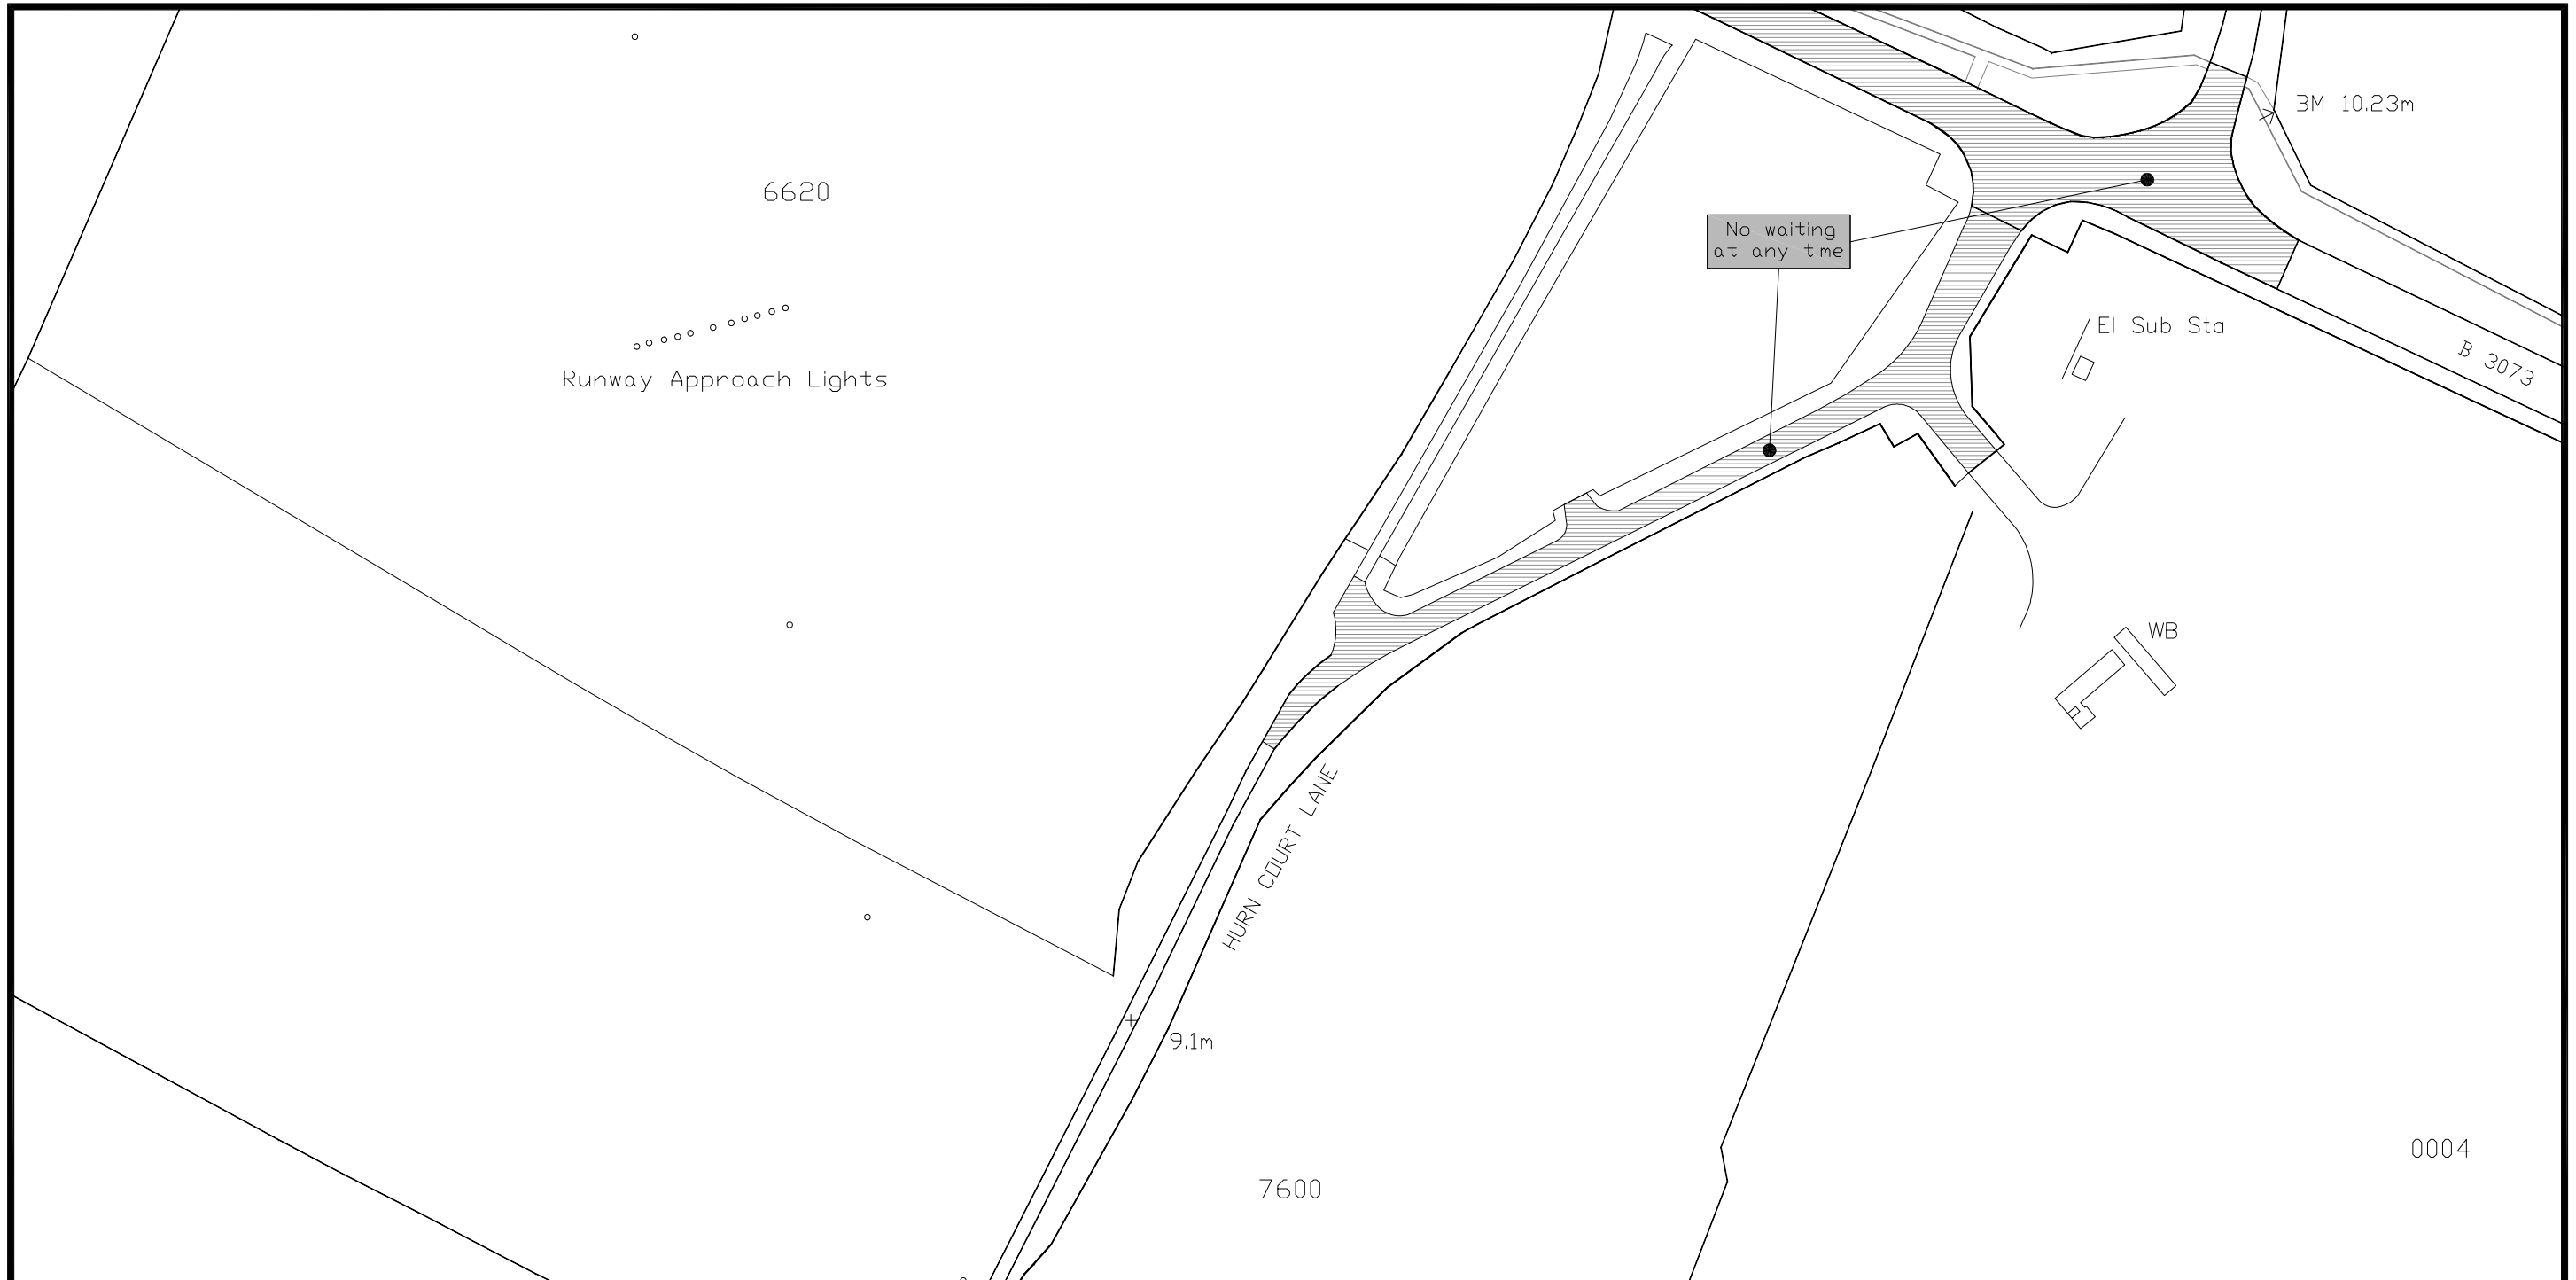 BM 10.23m
6620
No waiting
at any time
El Sub Sta
B 3073
Runway Approach Lights
WB
HURN COURT LANE
9.1m
0004
7600